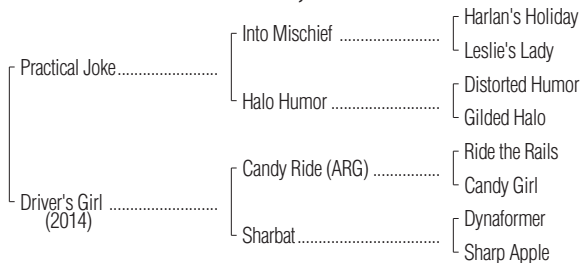 Harlan's Holiday
Into Mischief ....................
Leslie's Lady
Practical Joke.......................
Distorted Humor
Halo Humor ......................
Gilded Halo
Ride the Rails
Candy Ride (ARG) ..............
Candy Girl
Driver's Girl .........................
(2014)
Dynaformer
Sharbat..............................
Sharp Apple